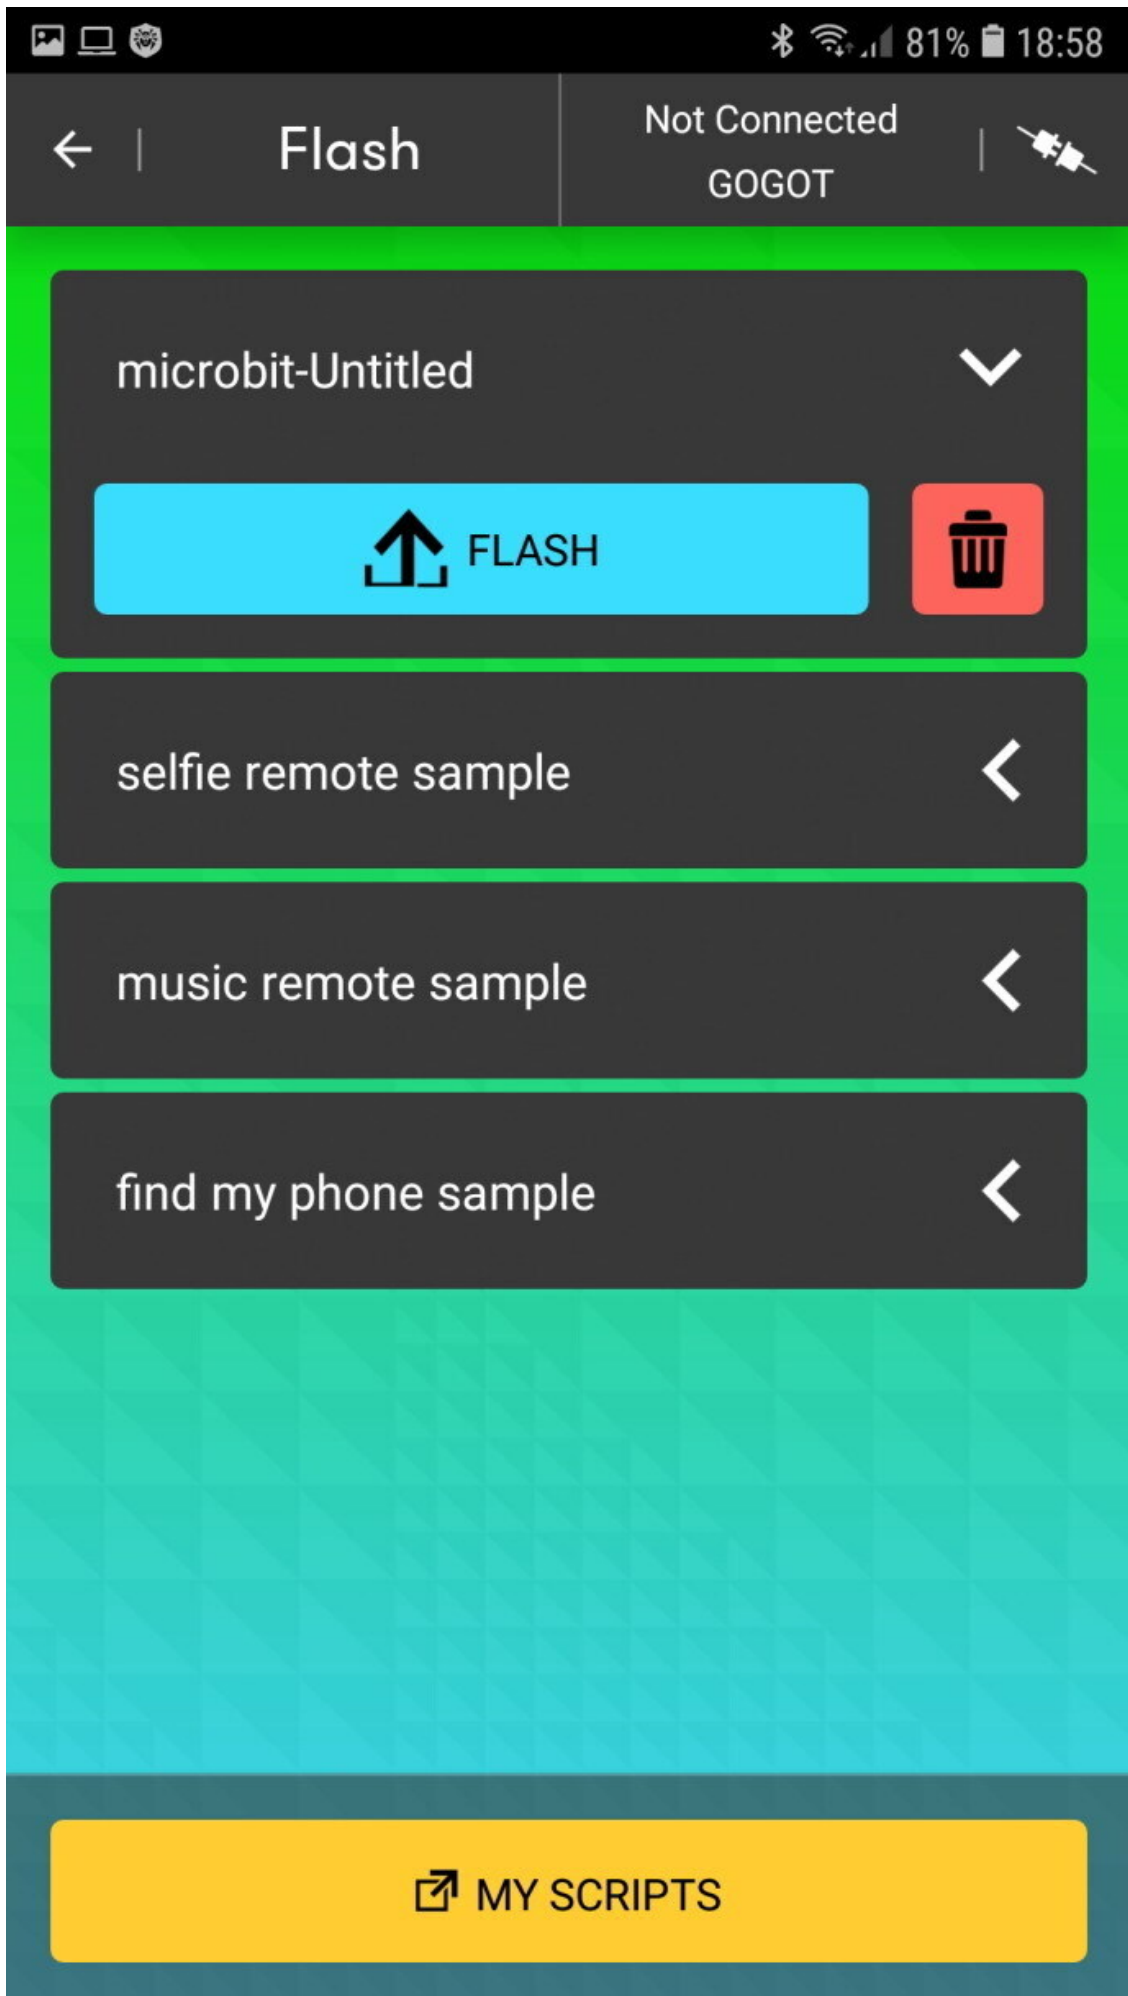 81% 18:58
Flash
Not Connected
GOGOT
microbit-Untitled
FLASH
selfie remote sample
music remote sample
find my phone sample
MY SCRIPTS